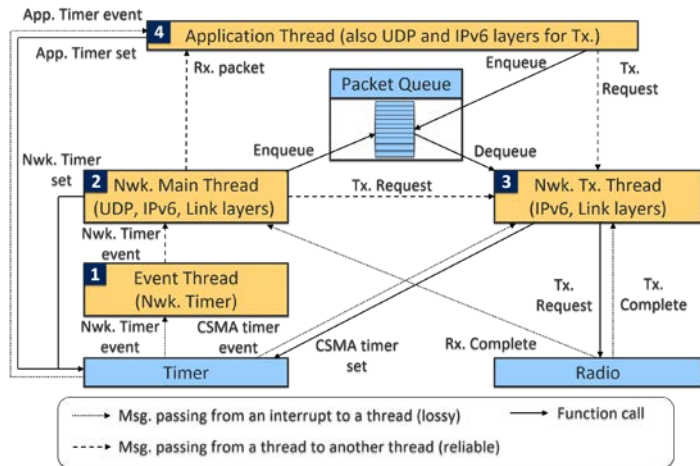 App. Timer event
4 Application Thread (also UDP and IPv6 layers for Tx.)
App. Timer set
Rx. packet
Enqueue
Tx.
Request
Packet Queue
Nwk. Timer
set
Enqueue
Dequeue
2 Nwk. Main Thread
(UDP, IPv6, Link layers)
Tx. Request
3 Nwk. Tx. Thread
(IPv6, Link layers)
Nwk. Timer
event
1 Event Thread
(Nwk. Timer)
Tx.
Request
Tx.
Complete
Nwk. Timer
event
CSMA timer
event
CSMA timer
set
Rx. Complete
Timer
Radio
Msg. passing from an interrupt to a thread (lossy)
Function call
Msg. passing from a thread to another thread (reliable)